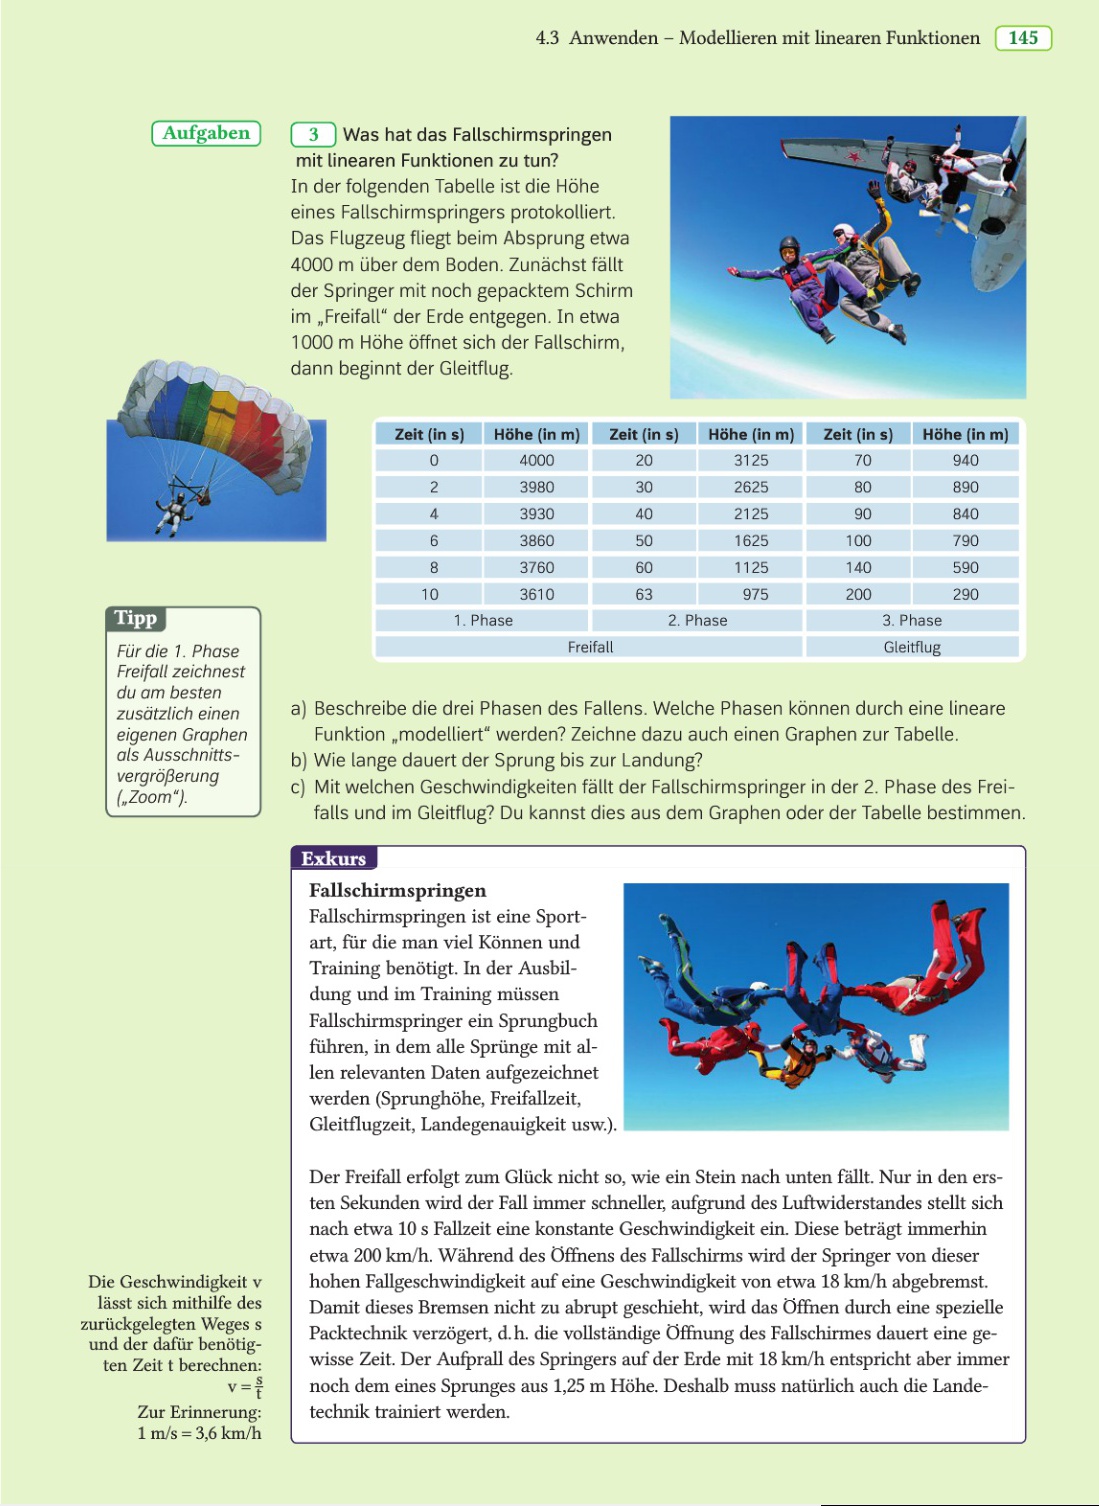 4.3 Anwenden – Modellieren mit linearen Funktionen 145
Aufgaben
3 Was hat das Fallschirmspringen
mit linearen Funktionen zu tun?
In der folgenden Tabelle ist die Höhe
eines Fallschirmspringers protokolliert.
Das Flugzeug fliegt beim Absprung etwa
4000 m über dem Boden. Zunächst fällt
der Springer mit noch gepacktem Schirm
im „Freifall“ der Erde entgegen. In etwa
1000 m Höhe öffnet sich der Fallschirm,
dann beginnt der Gleitflug.
Zeit (in s) Höhe (in m) Zeit (in s) Höhe (in m) Zeit (in s) Höhe (in m)
0 4000 20 3125 70 940
2 3980 30 2625 80 890
4 3930 40 2125 90 840
6 3860 50 1625 100 790
8 3760 60 1125 140 590
10 3610 63 975 200 290
1. Phase 2. Phase 3. Phase
Freifall Gleitflug
Tipp
Für die 1. Phase
Freifall zeichnest
du am besten
zusätzlich einen
eigenen Graphen
als Ausschnitts-
vergrößerung
(„Zoom“).
a) Beschreibe die drei Phasen des Fallens. Welche Phasen können durch eine lineare
Funktion „modelliert“ werden? Zeichne dazu auch einen Graphen zur Tabelle.
b) Wie lange dauert der Sprung bis zur Landung?
c) Mit welchen Geschwindigkeiten fällt der Fallschirmspringer in der 2. Phase des Frei-
falls und im Gleitflug? Du kannst dies aus dem Graphen oder der Tabelle bestimmen.
Exkurs
Fallschirmspringen
Fallschirmspringen ist eine Sport-
art, für die man viel Können und
Training benötigt. In der Ausbil-
dung und im Training müssen
Fallschirmspringer ein Sprungbuch
führen, in dem alle Sprünge mit al-
len relevanten Daten aufgezeichnet
werden (Sprunghöhe, Freifallzeit,
Gleitflugzeit, Landegenauigkeit usw.).
Der Freifall erfolgt zum Glück nicht so, wie ein Stein nach unten fällt. Nur in den ers-
ten Sekunden wird der Fall immer schneller, aufgrund des Luftwiderstandes stellt sich
nach etwa 10 s Fallzeit eine konstante Geschwindigkeit ein. Diese beträgt immerhin
etwa 200 km/h. Während des Öffnens des Fallschirms wird der Springer von dieser
hohen Fallgeschwindigkeit auf eine Geschwindigkeit von etwa 18 km/h abgebremst.
Damit dieses Bremsen nicht zu abrupt geschieht, wird das Öffnen durch eine spezielle
Packtechnik verzögert, d. h. die vollständige Öffnung des Fallschirmes dauert eine ge-
wisse Zeit. Der Aufprall des Springers auf der Erde mit 18 km/h entspricht aber immer
noch dem eines Sprunges aus 1,25 m Höhe. Deshalb muss natürlich auch die Lande-
technik trainiert werden.
Die Geschwindigkeit v
lässt sich mithilfe des
zurückgelegten Weges s
und der dafür benötig-
ten Zeit t berechnen:
v = s/t
Zur Erinnerung:
1 m/s = 3,6 km/h